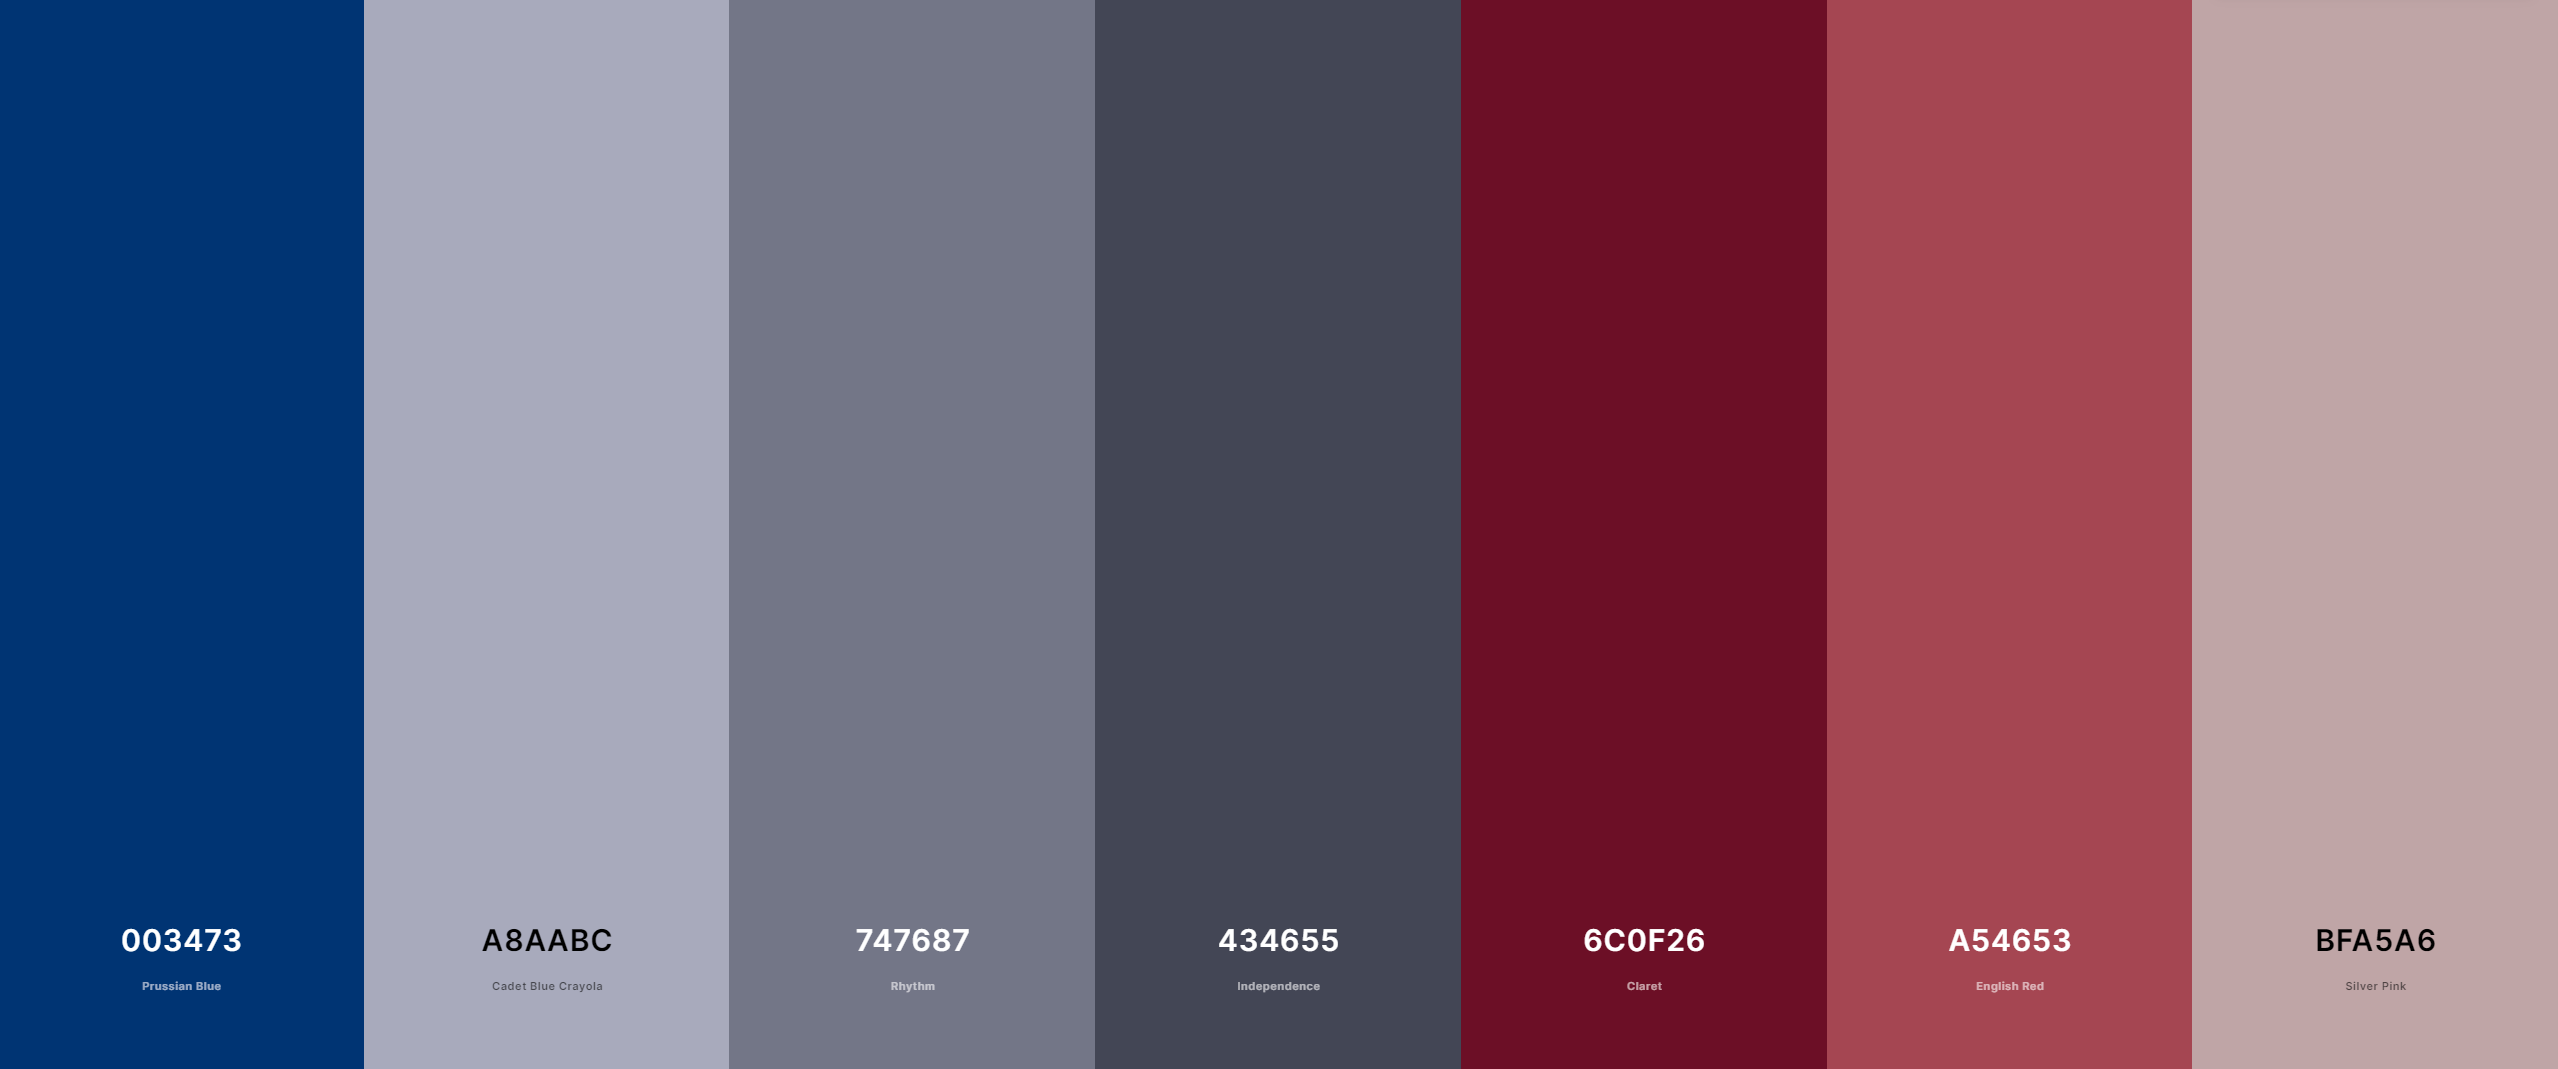 003473
Prussian Blue
A8AABC
Cadet Blue Crayola
747687
Rhythm
434655
Independence
6C0F26
Claret
A54653
English Red
BFA5A6
Silver Pink